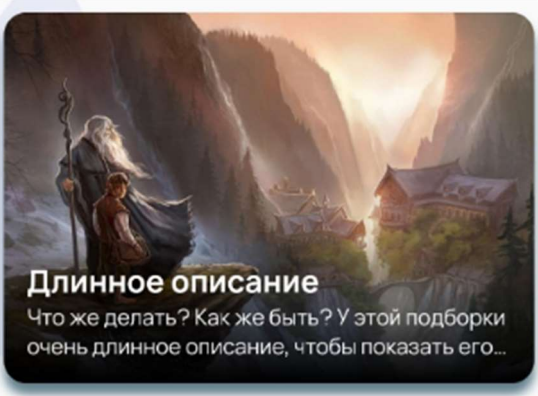 Длинное описание
Что же делать? Как же быть? У этой подборки
очень длинное описание, чтобы показать его...